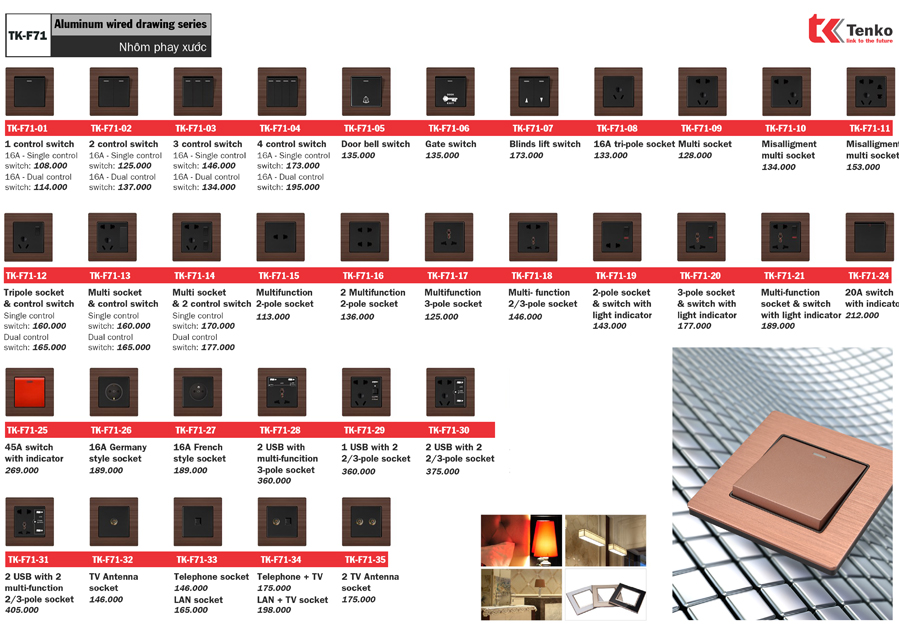 TK-F71
Aluminum wired drawing series
Nhôm phay xước
Tenko
link to the future
TK-F71-01
TK-F71-02
TK-F71-03
TK-F71-04
TK-F71-05
TK-F71-06
TK-F71-07
TK-F71-08
TK-F71-09
TK-F71-10
TK-F71-11
1 control switch
16A - Single control
switch: 108.000
16A - Dual control
switch: 114.000
2 control switch
16A - Single control
switch: 125.000
16A - Dual control
switch: 137.000
3 control switch
16A - Single control
switch: 146.000
16A - Dual control
switch: 134.000
4 control switch
16A - Single control
switch: 173.000
16A - Dual control
switch: 195.000
Door bell switch
135.000
Gate switch
135.000
Blinds lift switch
173.000
16A tri-pole socket
133.000
Multi socket
128.000
Misalligment
multi socket
134.000
Misalligment
multi socket
153.000
TK-F71-12
TK-F71-13
TK-F71-14
TK-F71-15
TK-F71-16
TK-F71-17
TK-F71-18
TK-F71-19
TK-F71-20
TK-F71-21
TK-F71-24
Tripole socket
& control switch
Single control
switch: 160.000
Dual control
switch: 165.000
Multi socket
& control switch
Single control
switch: 160.000
Dual control
switch: 165.000
Multi socket
& 2 control switch
Single control
switch: 170.000
Dual control
switch: 177.000
Multifunction
2-pole socket
113.000
2 Multifunction
2-pole socket
136.000
Multifunction
3-pole socket
125.000
Multi- function
2/3-pole socket
146.000
2-pole socket
& switch with
light indicator
143.000
3-pole socket
& switch with
light indicator
177.000
Multi-function
socket & switch
with light indicator
189.000
20A switch
with indicato
212.000
TK-F71-25
TK-F71-26
TK-F71-27
TK-F71-28
TK-F71-29
TK-F71-30
45A switch
with indicator
269.000
16A Germany
style socket
189.000
16A French
style socket
189.000
2 USB with
multi-funcition
3-pole socket
360.000
1 USB with 2
2/3-pole socket
360.000
2 USB with 2
2/3-pole socket
375.000
TK-F71-31
TK-F71-32
TK-F71-33
TK-F71-34
TK-F71-35
2 USB with 2
multi-function
2/3-pole socket
405.000
TV Antenna
socket
146.000
Telephone socket
146.000
LAN socket
165.000
Telephone + TV
175.000
LAN + TV socket
198.000
2 TV Antenna
socket
175.000